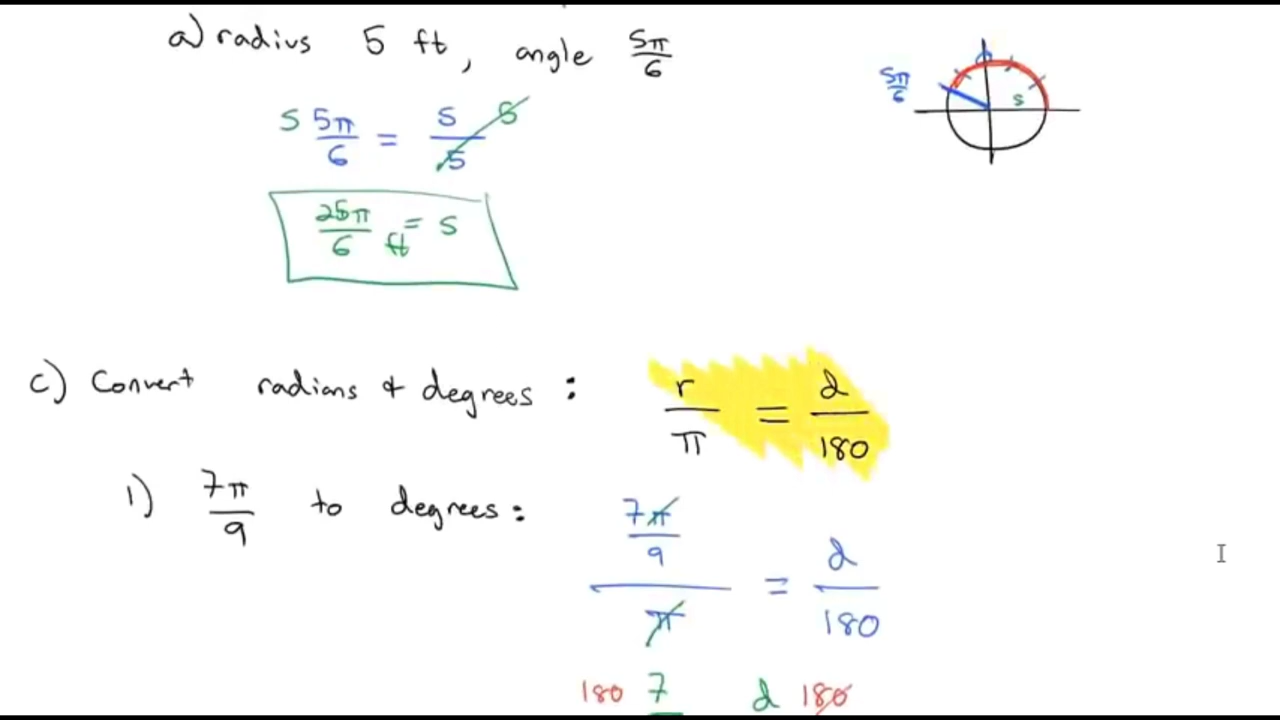 a) radius 5 ft, angle 5π/6
5 5π/6 = s/5 5
25π/6 ft = s
5π/6
s
c) Convert radians & degrees : r/π = d/180
1) 7π/9 to degrees :
7π/9 / π = d/180
180 7 d 180